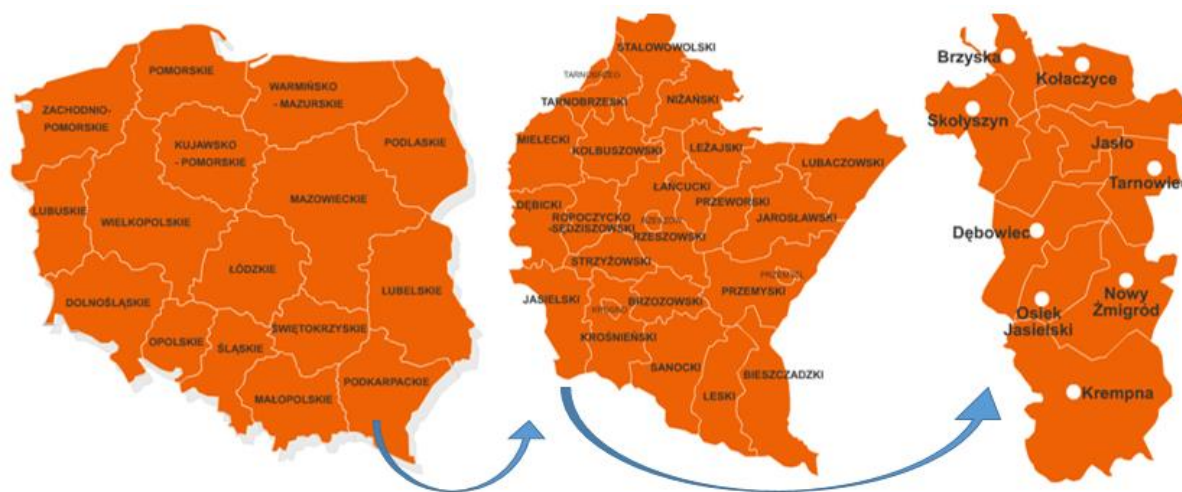 POMORSKIE
WARMIŃSKO
- MAZURSKIE
ZACHODNIO-
POMORSKIE
KUJAWSKO
- POMORSKIE
PODLASKIE
MAZOWIECKIE
LUBUSKIE
WIELKOPOLSKIE
ŁÓDZKIE
LUBELSKIE
DOLNOŚLĄSKIE
ŚWIĘTOKRZYSKIE
OPOLSKIE
ŚLĄSKIE
PODKARPACKIE
MAŁOPOLSKIE
STALOWOWOLSKI
TARNOBRZEG
TARNOBRZESKI
NIŻAŃSKI
MIELECKI
KOLBUSZOWSKI
LEŻAJSKI
LUBACZOWSKI
ŁAŃCUCKI
DĘBICKI
PRZEWORSKI
ROPOCZYCKO
-SĘDZISZOWSKI
RZESZÓW
JAROSŁAWSKI
RZESZOWSKI
STRZYŻOWSKI
PRZEMYŚL
PRZEMYSKI
JASIELSKI
KROSNO
BRZOZOWSKI
KROŚNIEŃSKI
SANOCKI
BIESZCZADZKI
LESKI
Brzyska
Kołaczyce
Skołyszyn
Jasło
Tarnowiec
Dębowiec
Nowy
Żmigród
Osiek
Jasielski
Krempna